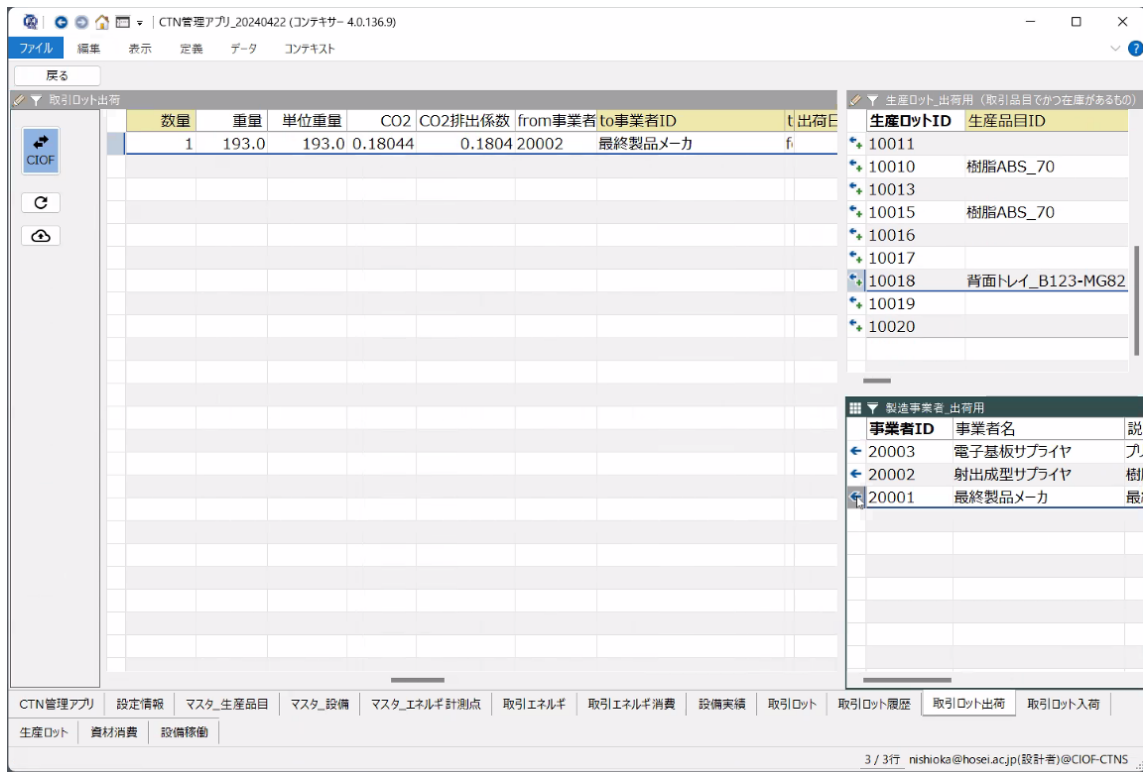 CTN管理アプリ_20240422 (コンテキサー 4.0.136.9)
ファイル 編集 表示 定義 データ コンテキスト
戻る
取引ロット出荷
数量 重量 単位重量 CO2 CO2排出係数 from事業者 to事業者ID t 出荷日
1 193.0 193.0 0.18044 0.1804 20002 最終製品メーカ
CIOF
生産ロット_出荷用（取引品目でかつ在庫があるもの）
生産ロットID 生産品目ID
10011
10010 樹脂ABS_70
10013
10015 樹脂ABS_70
10016
10017
10018 背面トレイ_B123-MG82
10019
10020
製造事業者_出荷用
事業者ID 事業者名 説
20003 電子基板サプライヤ プリ
20002 射出成型サプライヤ 樹
20001 最終製品メーカ 最
CTN管理アプリ 設定情報 マスタ_生産品目 マスタ_設備 マスタ_エネルギ計測点 取引エネルギ 取引エネルギ消費 設備実績 取引ロット 取引ロット履歴 取引ロット出荷 取引ロット入荷
生産ロット 資材消費 設備稼働
3 / 3行 nishioka@hosei.ac.jp(設計者)@CIOF-CTNS